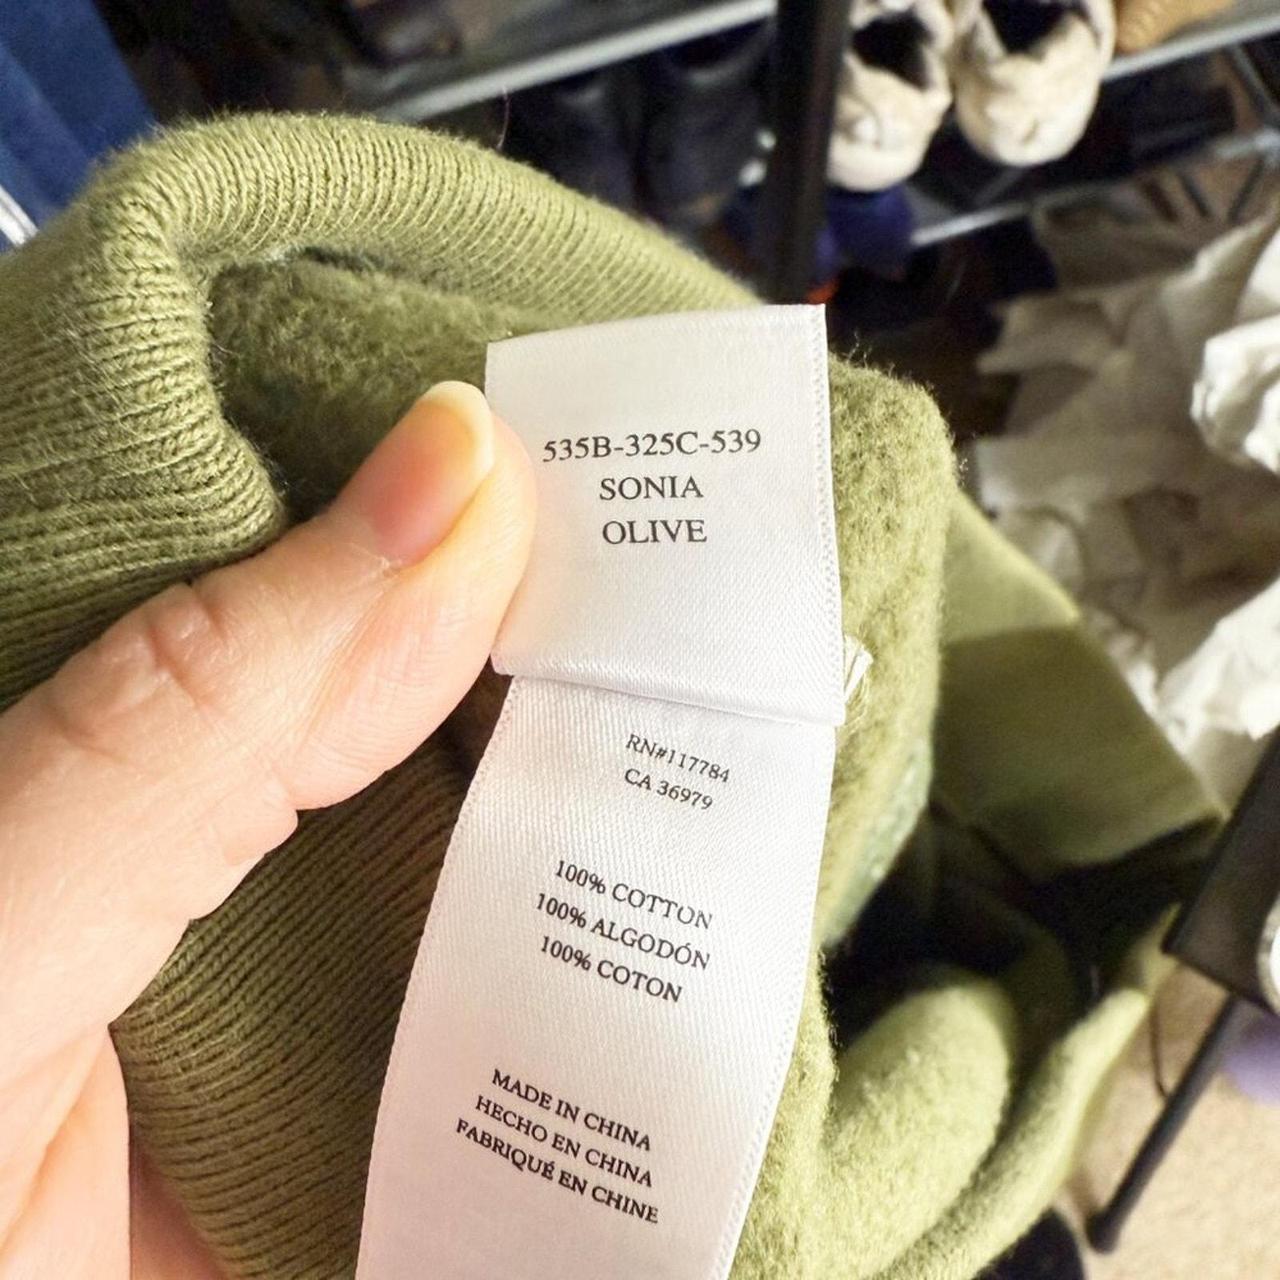 535B-325C-539
SONIA
OLIVE
RN#117784
CA 36979
100% COTTON
100% ALGODÓN
100% COTON
MADE IN CHINA
HECHO EN CHINA
FABRIQUÉ EN CHINE